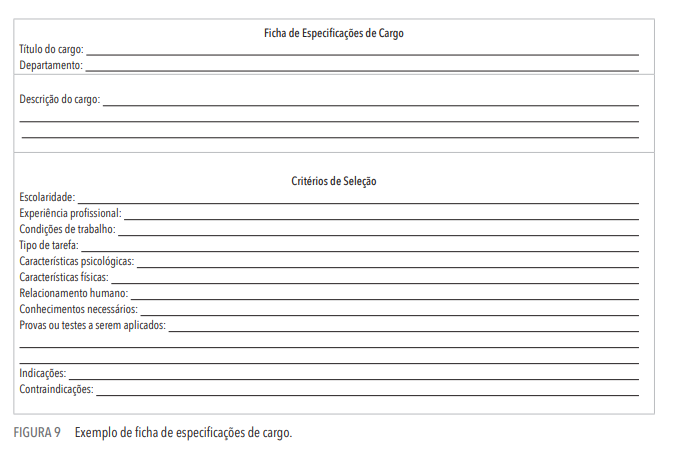 Ficha de Especificações de Cargo
Título do cargo:
Departamento:
Descrição do cargo:
Critérios de Seleção
Escolaridade:
Experiência profissional:
Condições de trabalho:
Tipo de tarefa:
Características psicológicas:
Características físicas:
Relacionamento humano:
Conhecimentos necessários:
Provas ou testes a serem aplicados:
Indicações:
Contraindicações:
FIGURA 9 Exemplo de ficha de especificações de cargo.